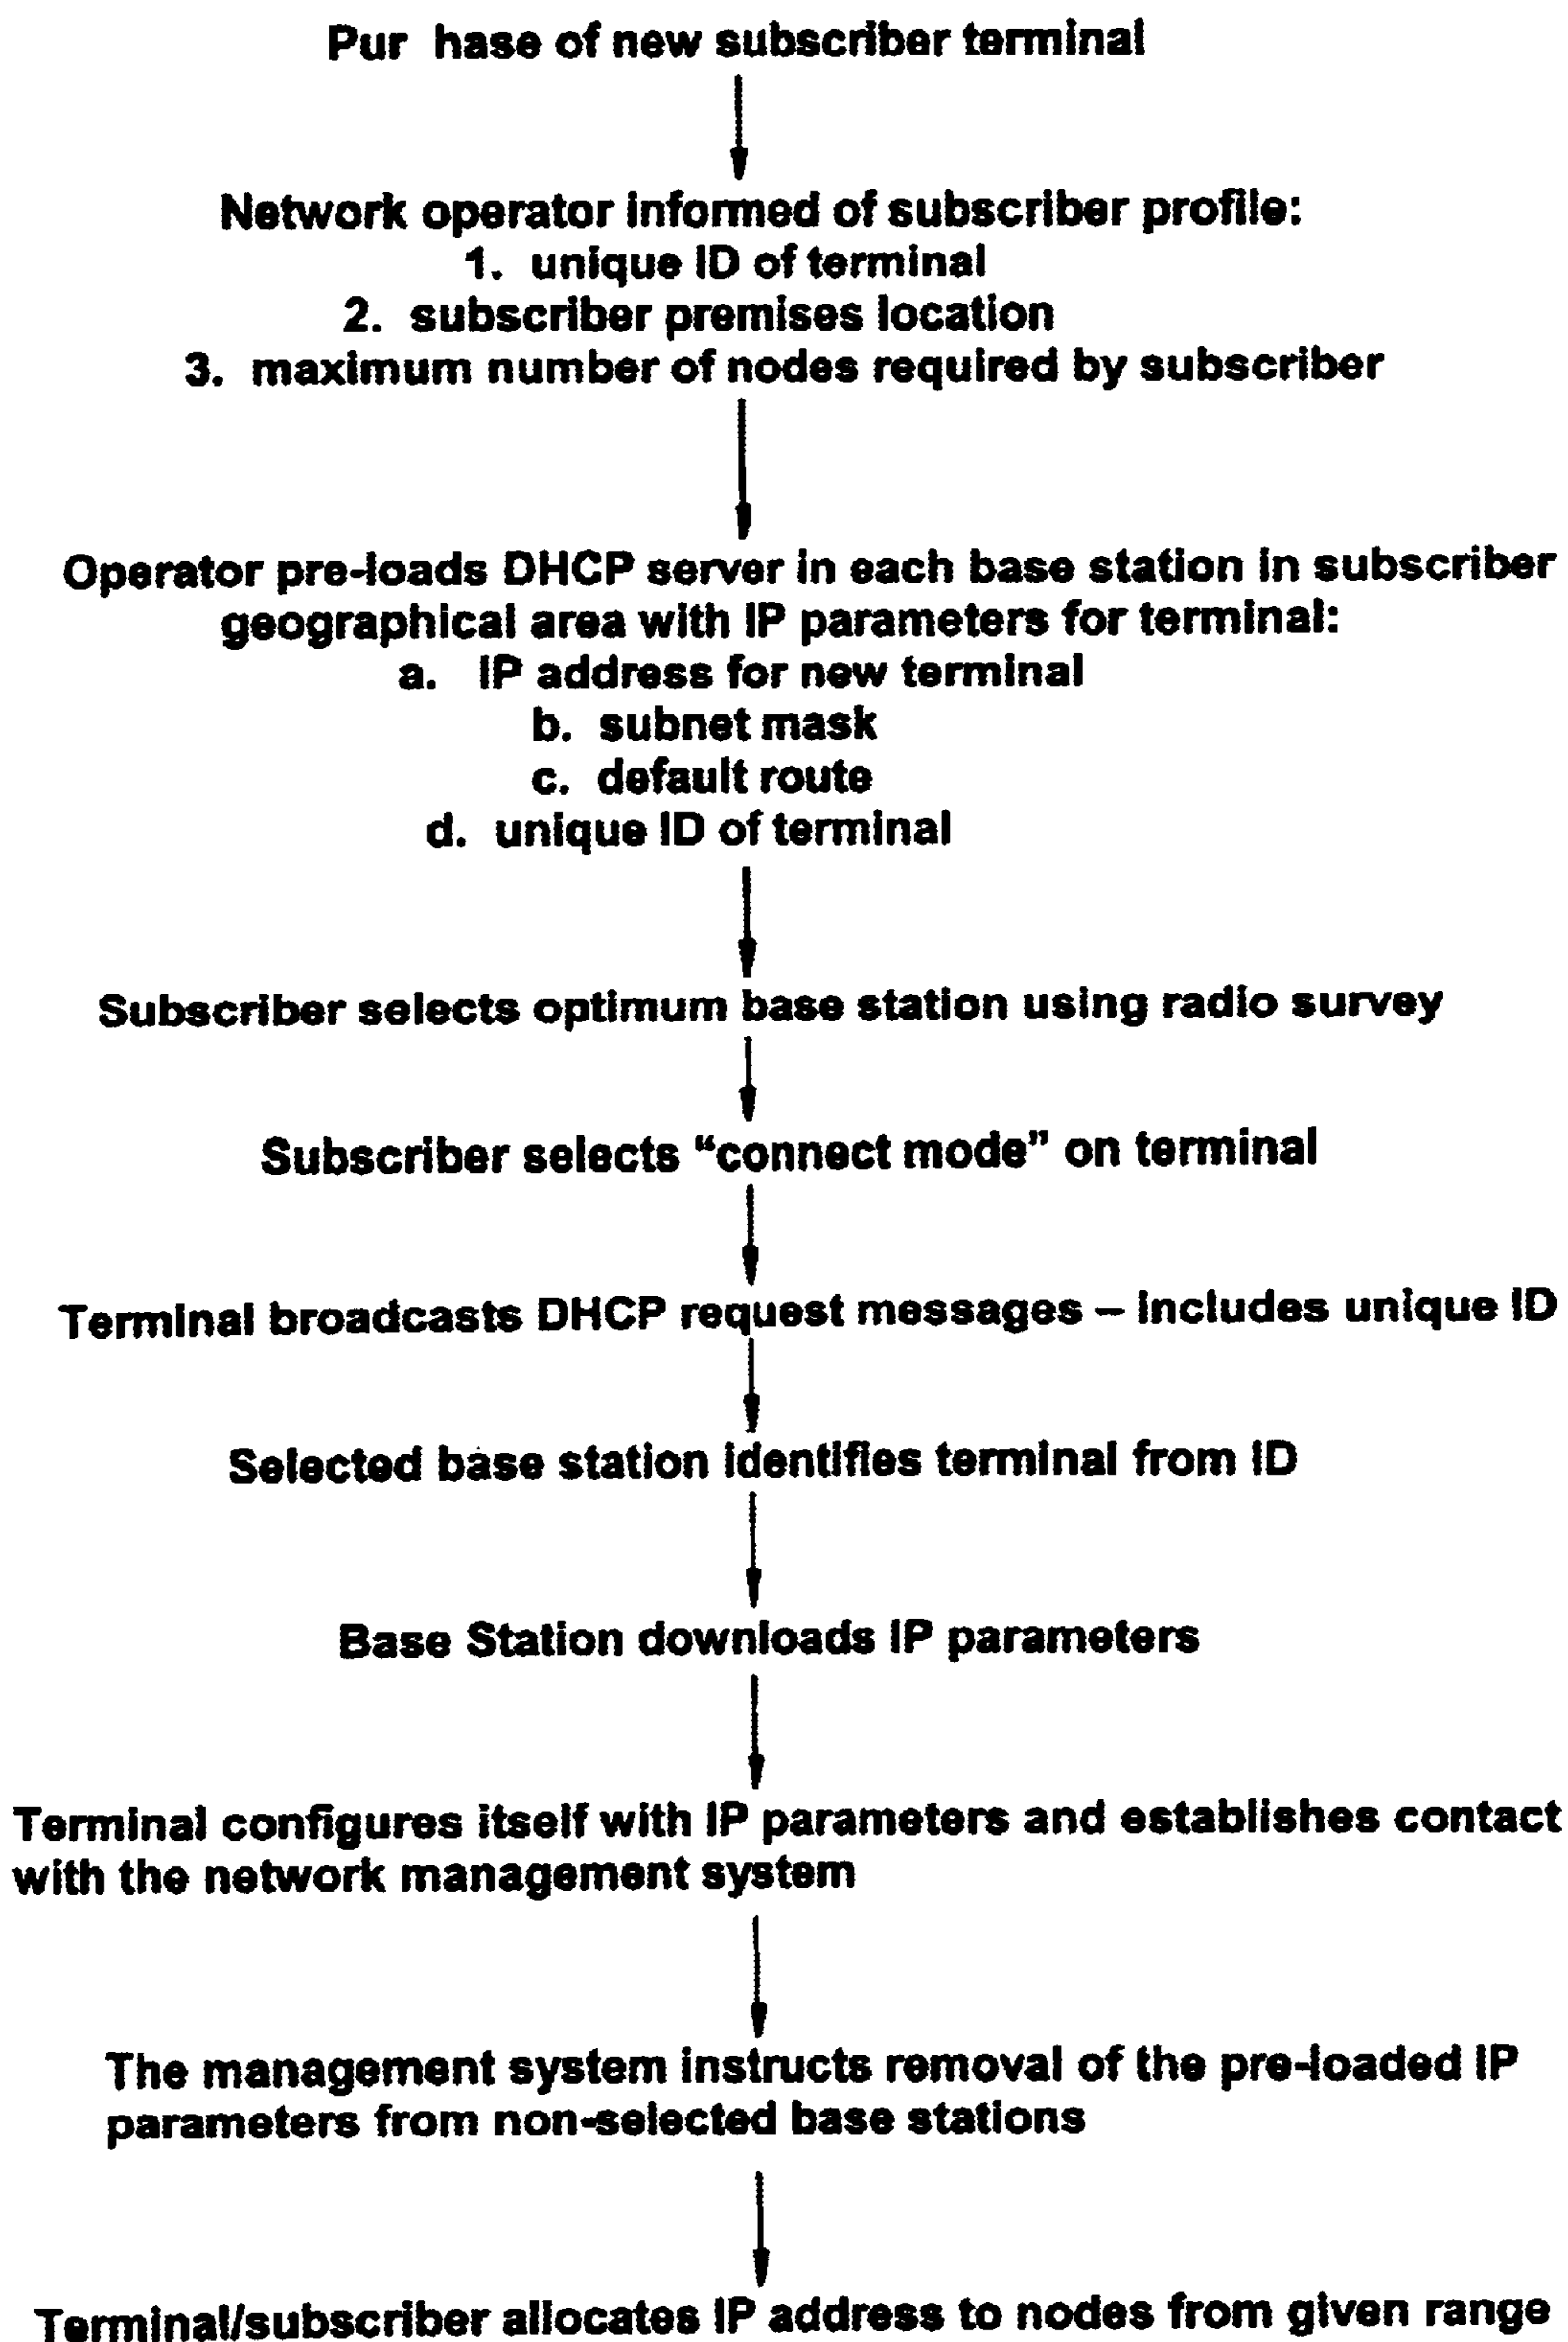 Pur hase of new subscriber terminal
Network operator informed of subscriber profile:
1. unique ID of terminal
2. subscriber premises location
3. maximum number of nodes required by subscriber
Operator pre-loads DHCP server in each base station in subscriber
geographical area with IP parameters for terminal:
a. IP address for new terminal
b. subnet mask
c. default route
d. unique ID of terminal
Subscriber selects optimum base station using radio survey
Subscriber selects “connect mode” on terminal
Terminal broadcasts DHCP request messages – includes unique ID
Selected base station identifies terminal from ID
Base Station downloads IP parameters
Terminal configures itself with IP parameters and establishes contact
with the network management system
The management system instructs removal of the pre-loaded IP
parameters from non-selected base stations
Terminal/subscriber allocates IP address to nodes from given range